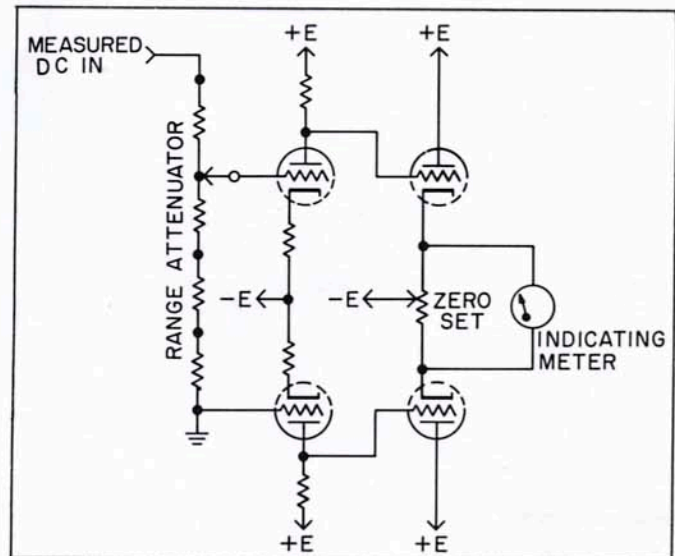 MEASURED
DC IN
+E
+E
RANGE ATTENUATOR
-E
-E
ZERO
SET
INDICATING
METER
+E
+E